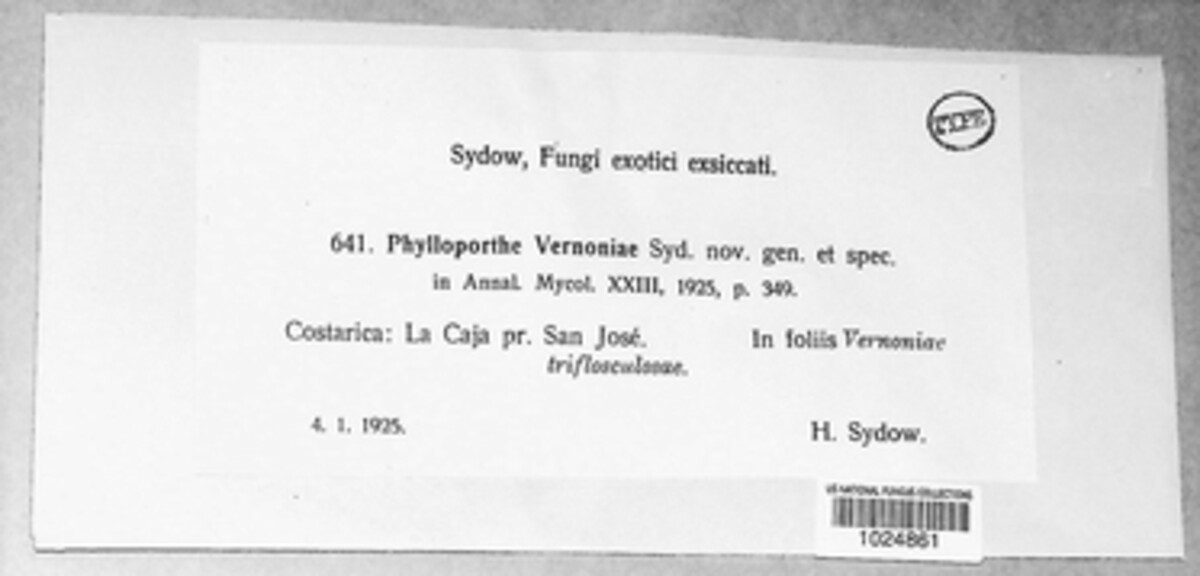 TYPE
Sydow, Fungi exotici exsiccati.
641. Phylloporthe Vernoniae Syd. nov. gen. et spec.
in Annal. Mycol. XXIII, 1925, p. 349.
Costarica: La Caja pr. San José. In foliis Vernoniae
triflosculosae.
4. 1. 1925. H. Sydow.
US NATIONAL FUNGUS COLLECTIONS
1024861